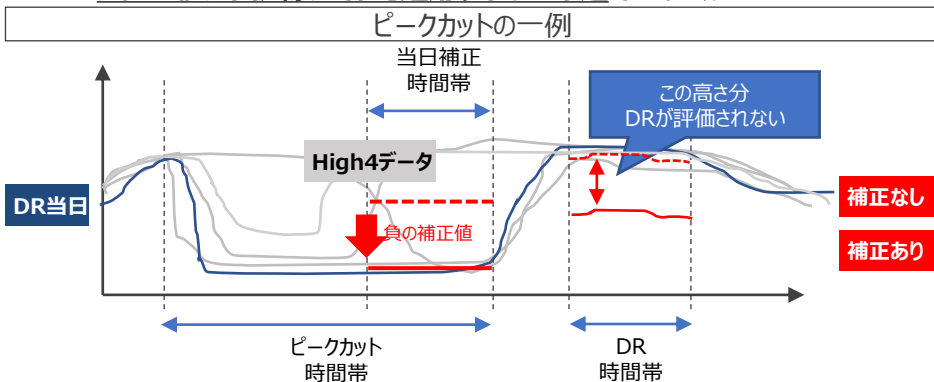 ピークカットの一例
当日補正
時間帯
この高さ分
DRが評価されない
High4データ
DR当日
補正なし
負の補正値
補正あり
ピークカット
時間帯
DR
時間帯